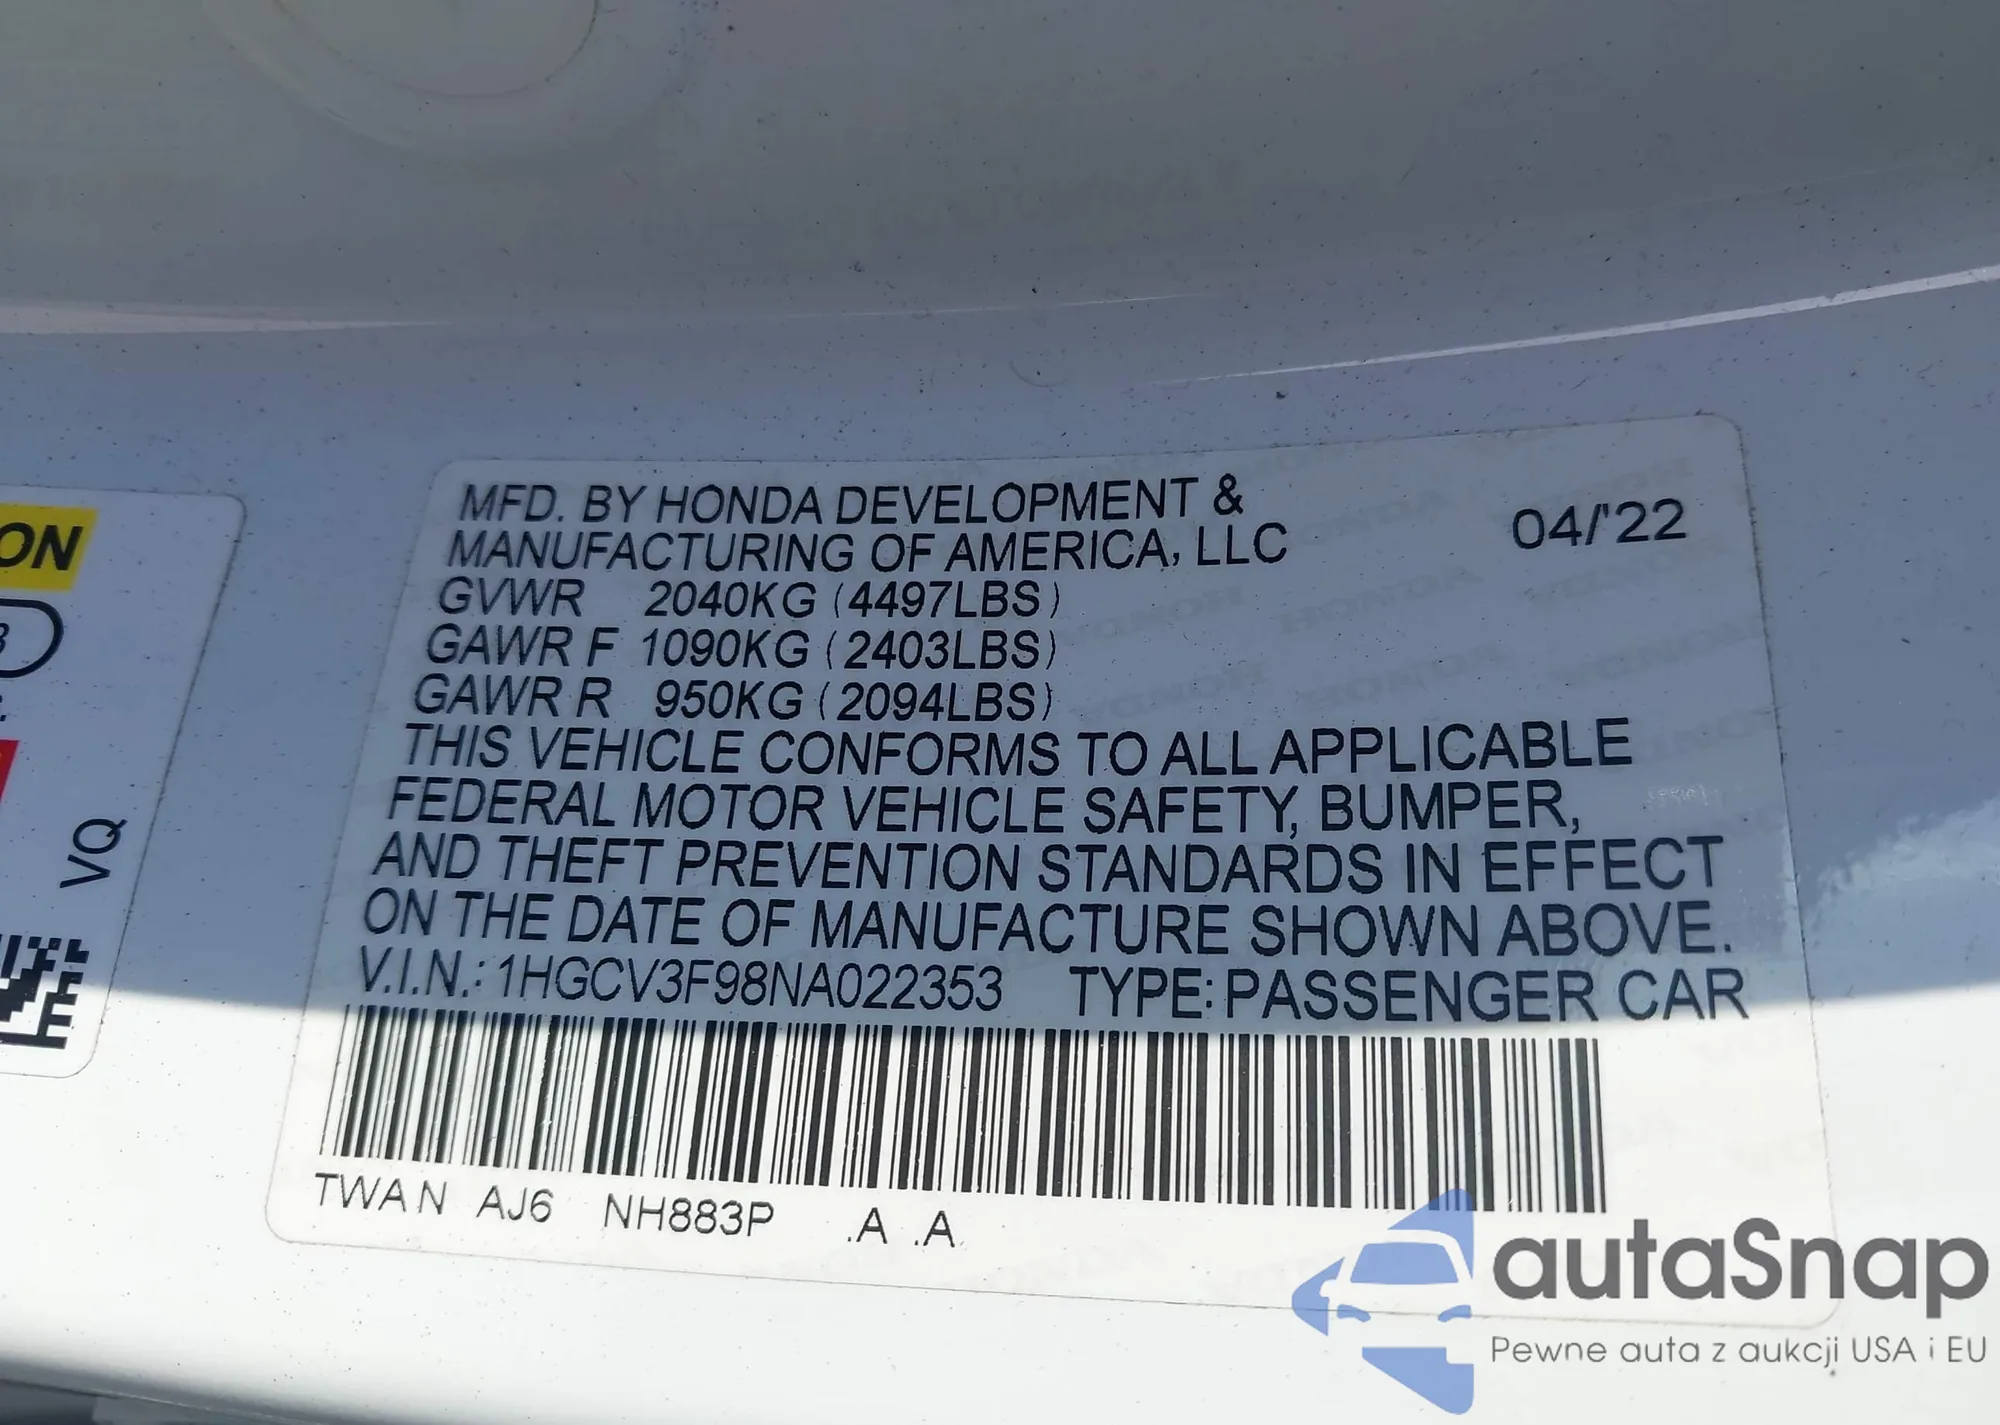 MFD. BY HONDA DEVELOPMENT &
MANUFACTURING OF AMERICA, LLC
04/'22
GVWR 2040KG (4497LBS)
GAWR F 1090KG (2403LBS)
GAWR R 950KG (2094LBS)
THIS VEHICLE CONFORMS TO ALL APPLICABLE
FEDERAL MOTOR VEHICLE SAFETY, BUMPER,
AND THEFT PREVENTION STANDARDS IN EFFECT
ON THE DATE OF MANUFACTURE SHOWN ABOVE.
V.I.N.: 1HGCV3F98NA022353 TYPE: PASSENGER CAR
TWAN AJ6 NH883P .A .A
ON
VQ
autaSnap
Pewne auta z aukcji USA i EU